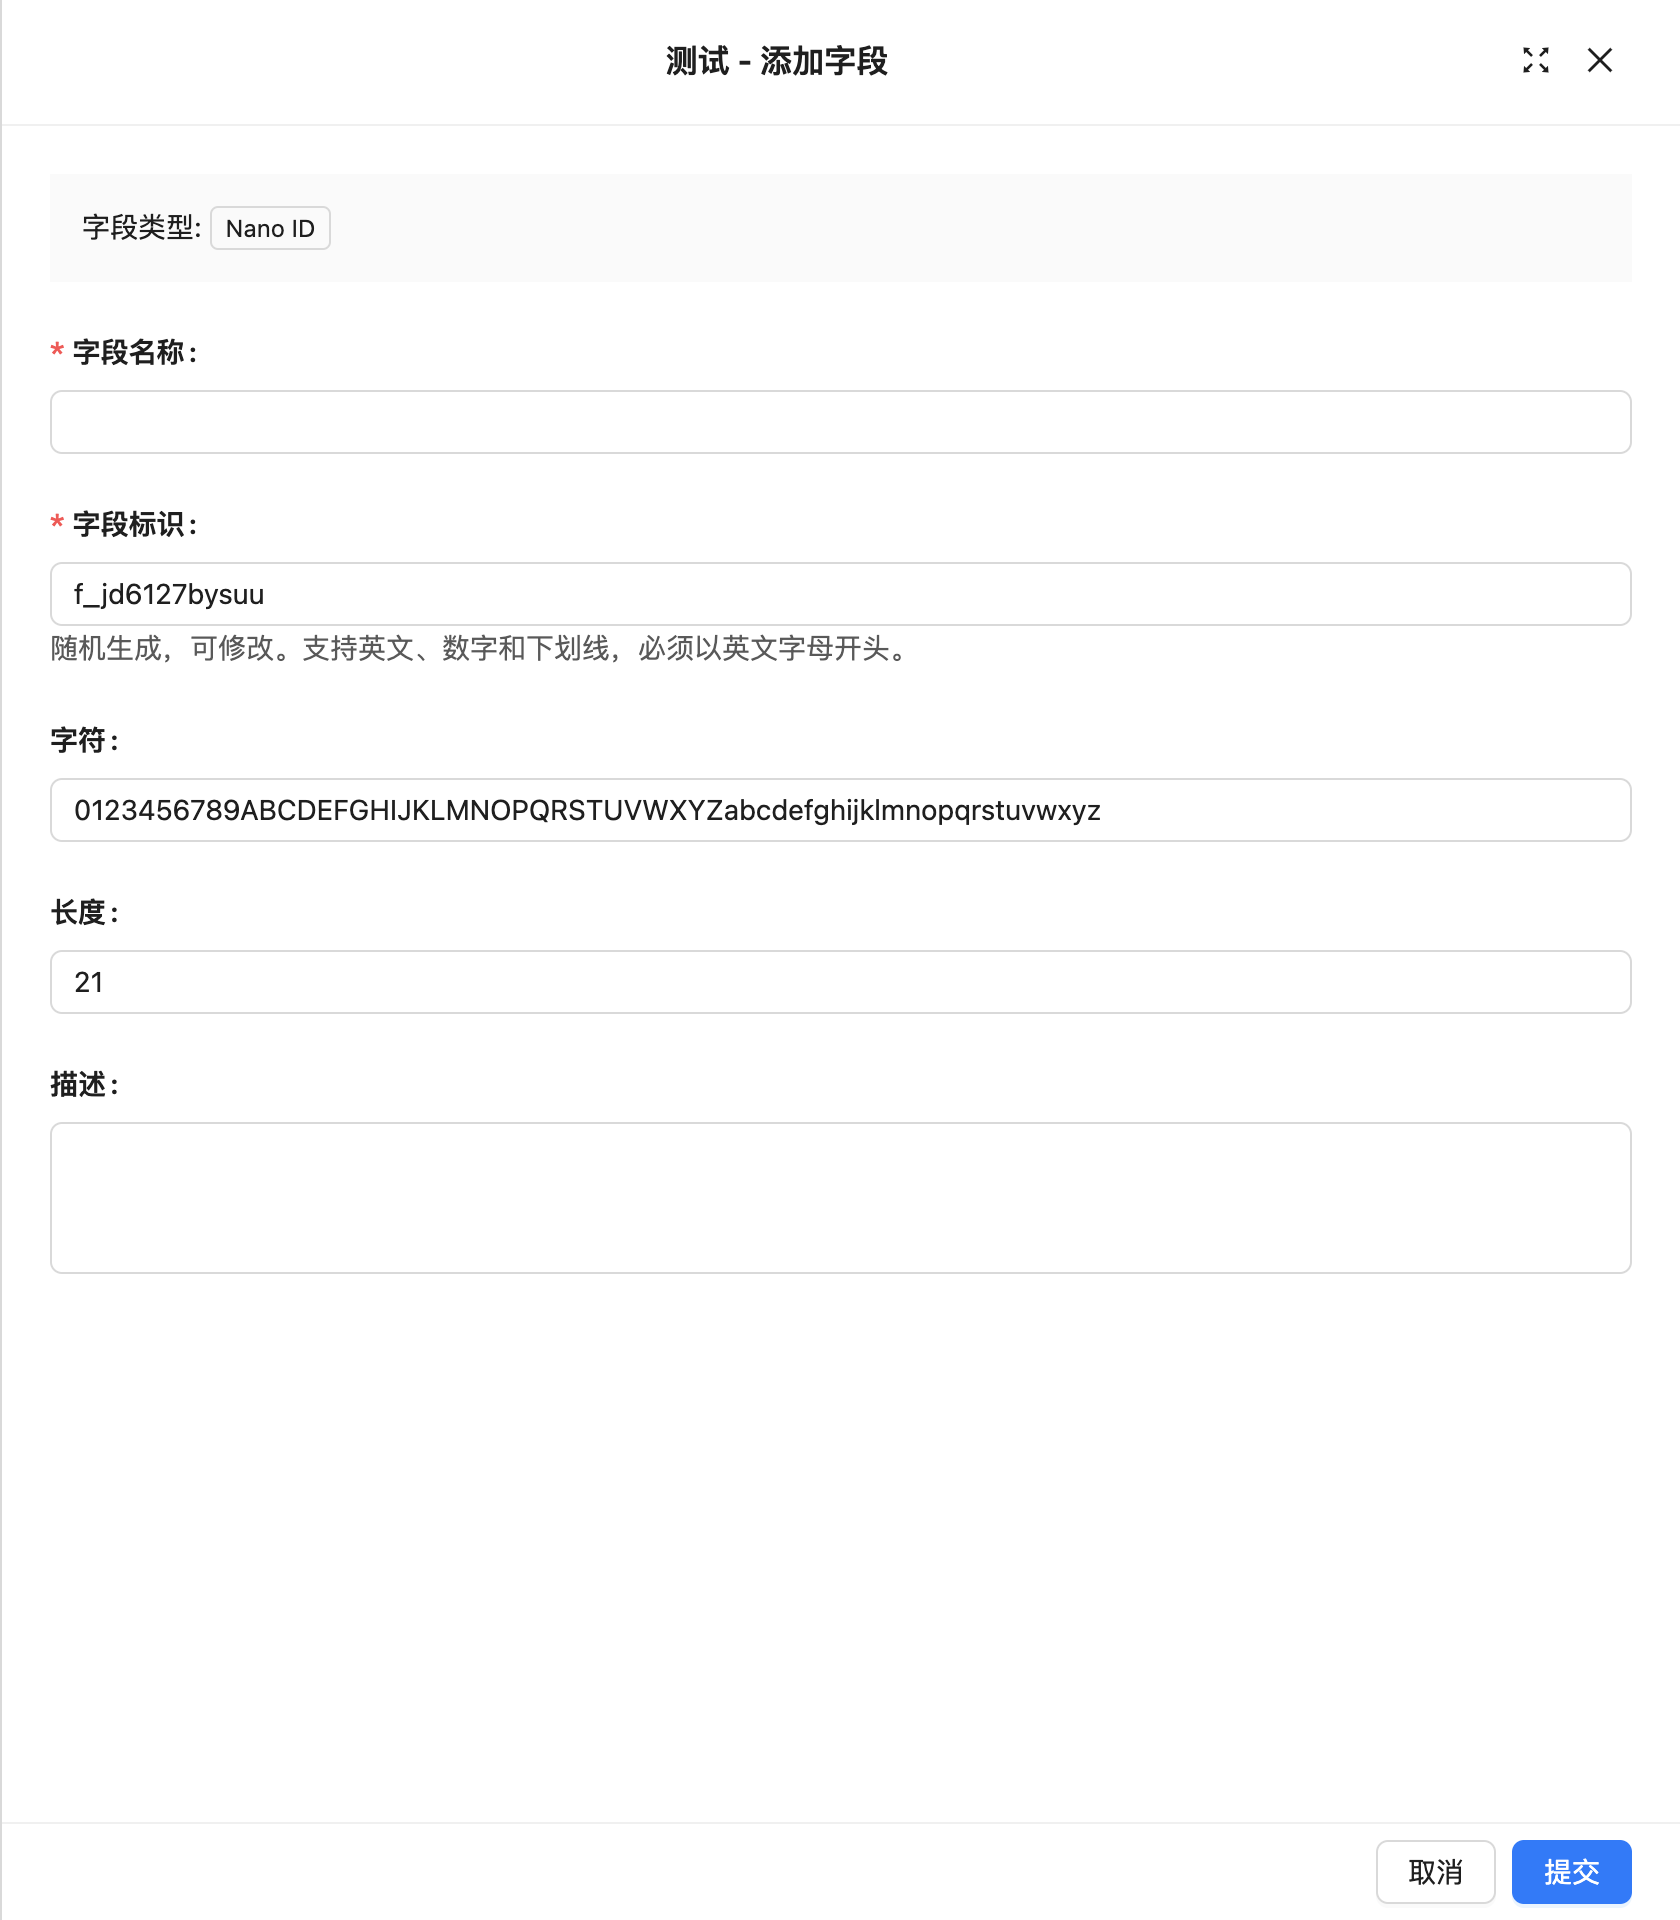 测试 - 添加字段
字段类型: Nano ID
* 字段名称:
* 字段标识:
f_jd6127bysuu
随机生成，可修改。支持英文、数字和下划线，必须以英文字母开头。
字符:
0123456789ABCDEFGHIJKLMNOPQRSTUVWXYZabcdefghijklmnopqrstuvwxyz
长度:
21
描述:
取消 提交